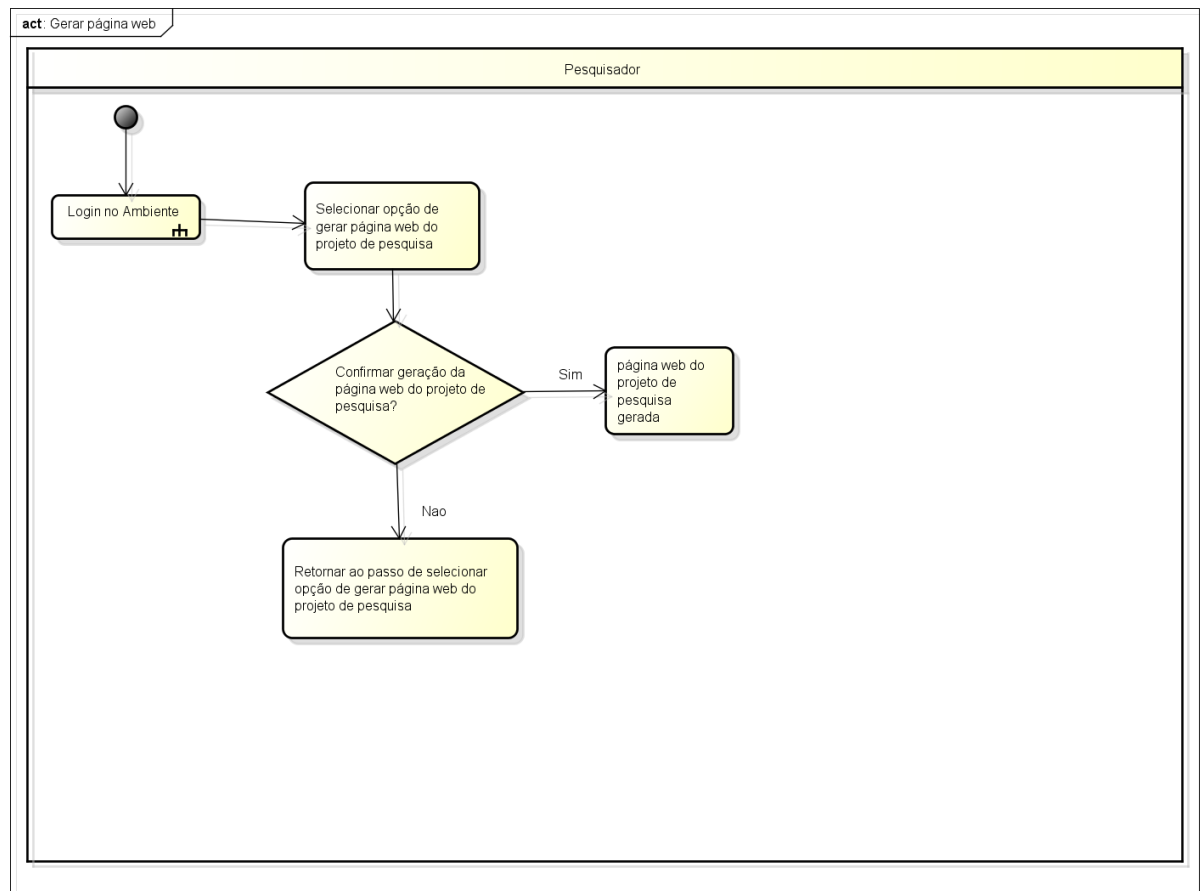 act: Gerar página web
Pesquisador
Login no Ambiente
Selecionar opção de
gerar página web do
projeto de pesquisa
Confirmar geração da
página web do projeto de
pesquisa?
Sim
página web do
projeto de
pesquisa
gerada
Nao
Retornar ao passo de selecionar
opção de gerar página web do
projeto de pesquisa